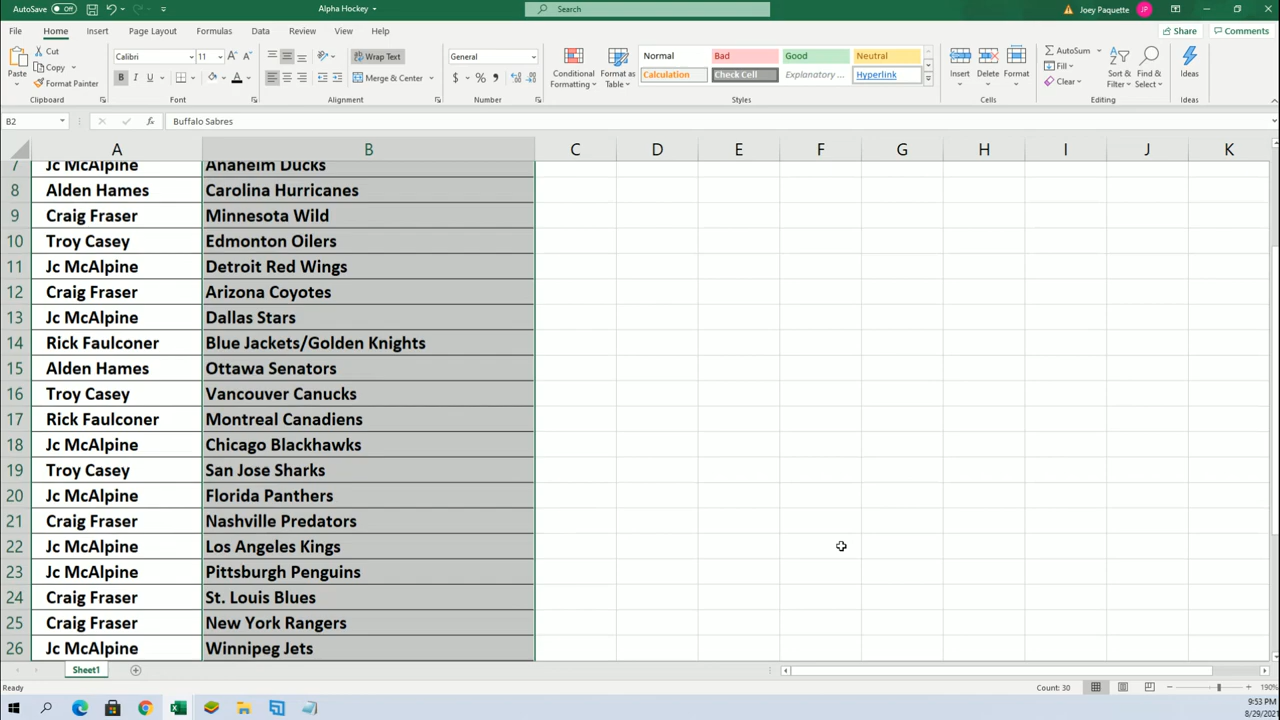 AutoSave Off
Alpha Hockey
Search
Joey Paquette
JP
File Home Insert Page Layout Formulas Data Review View Help
Share Comments
Paste
Cut
Copy
Format Painter
Clipboard
Calibri 11
B I U
Font
Wrap Text
Merge & Center
Alignment
General
$ % ,
Number
Conditional Formatting
Format as Table
Normal Bad Good Neutral
Calculation Check Cell Explanatory ... Hyperlink
Styles
Insert Delete Format
Cells
AutoSum
Fill
Clear
Sort & Filter
Find & Select
Editing
Ideas
Ideas
B2 fx Buffalo Sabres
A B C D E F G H I J K
7 Jc McAlpine Anaheim Ducks
8 Alden Hames Carolina Hurricanes
9 Craig Fraser Minnesota Wild
10 Troy Casey Edmonton Oilers
11 Jc McAlpine Detroit Red Wings
12 Craig Fraser Arizona Coyotes
13 Jc McAlpine Dallas Stars
14 Rick Faulconer Blue Jackets/Golden Knights
15 Alden Hames Ottawa Senators
16 Troy Casey Vancouver Canucks
17 Rick Faulconer Montreal Canadiens
18 Jc McAlpine Chicago Blackhawks
19 Troy Casey San Jose Sharks
20 Jc McAlpine Florida Panthers
21 Craig Fraser Nashville Predators
22 Jc McAlpine Los Angeles Kings
23 Jc McAlpine Pittsburgh Penguins
24 Craig Fraser St. Louis Blues
25 Craig Fraser New York Rangers
26 Jc McAlpine Winnipeg Jets
Sheet1
Ready
Count: 30
190%
9:53 PM